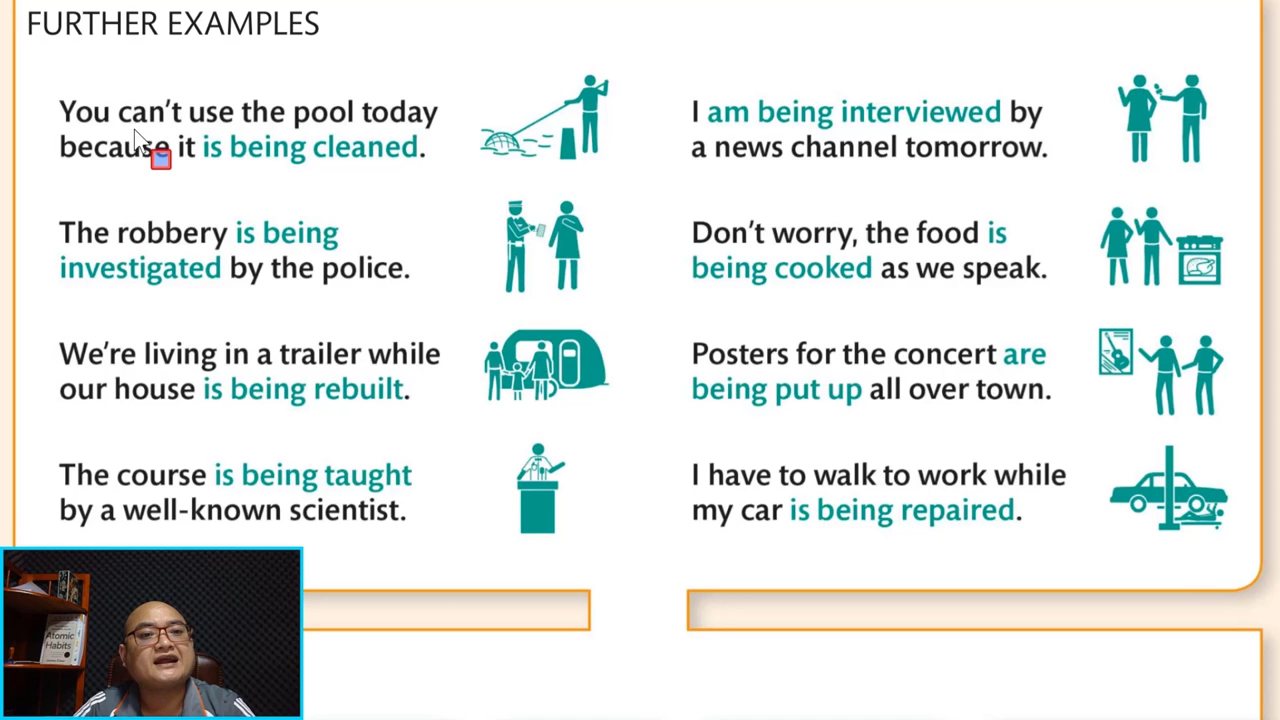 FURTHER EXAMPLES
You can't use the pool today
because it is being cleaned.
The robbery is being
investigated by the police.
We're living in a trailer while
our house is being rebuilt.
The course is being taught
by a well-known scientist.
I am being interviewed by
a news channel tomorrow.
Don't worry, the food is
being cooked as we speak.
Posters for the concert are
being put up all over town.
I have to walk to work while
my car is being repaired.
Atomic
Habits